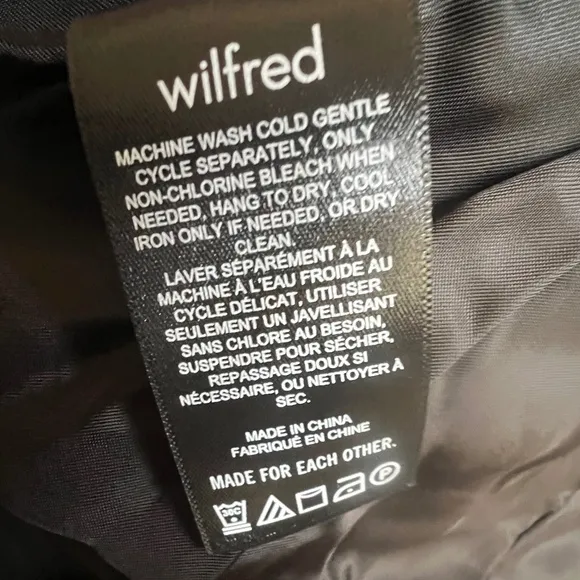 wilfred
MACHINE WASH COLD GENTLE
CYCLE SEPARATELY, ONLY
NON-CHLORINE BLEACH WHEN
NEEDED, HANG TO DRY, COOL
IRON ONLY IF NEEDED, OR DRY
CLEAN.
LAVER SÉPARÉMENT À LA
MACHINE À L'EAU FROIDE AU
CYCLE DÉLICAT, UTILISER
SEULEMENT UN JAVELLISANT
SANS CHLORE AU BESOIN,
SUSPENDRE POUR SÉCHER,
REPASSAGE DOUX SI
NÉCESSAIRE, OU NETTOYER À
SEC.
MADE IN CHINA
FABRIQUÉ EN CHINE
MADE FOR EACH OTHER.
30C P